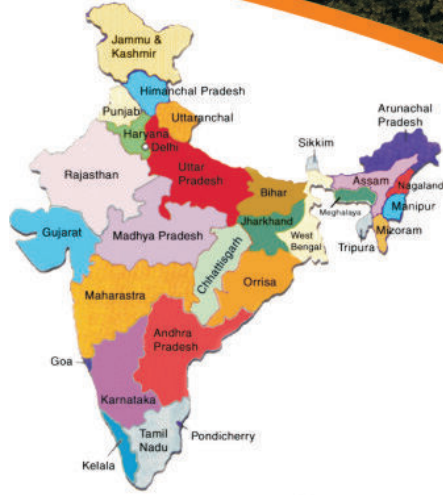 Jammu &
Kashmir
Himanchal Pradesh
Punjab
Uttaranchal
Haryana
Delhi
Arunachal
Pradesh
Sikkim
Rajasthan
Uttar
Pradesh
Assam
Nagaland
Bihar
Meghalaya
Manipur
Gujarat
Madhya Pradesh
Jharkhand
West
Bengal
Tripura
Mizoram
Chhattisgarh
Orrisa
Maharastra
Andhra
Pradesh
Goa
Karnataka
Tamil
Nadu
Pondicherry
Kelala